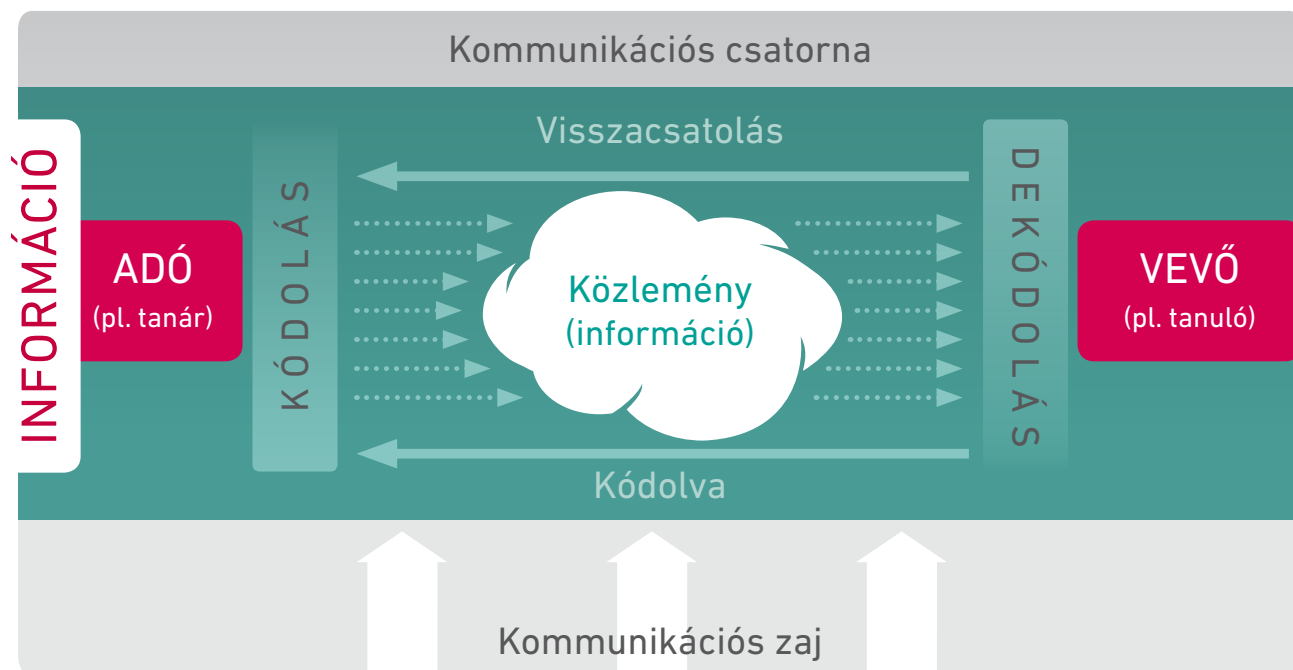 Kommunikációs csatorna
INFORMÁCIÓ
ADÓ
(pl. tanár)
KÓDOLÁS
Visszacsatolás
Közlemény
(információ)
Kódolva
DEKÓDOLÁS
VEVŐ
(pl. tanuló)
Kommunikációs zaj